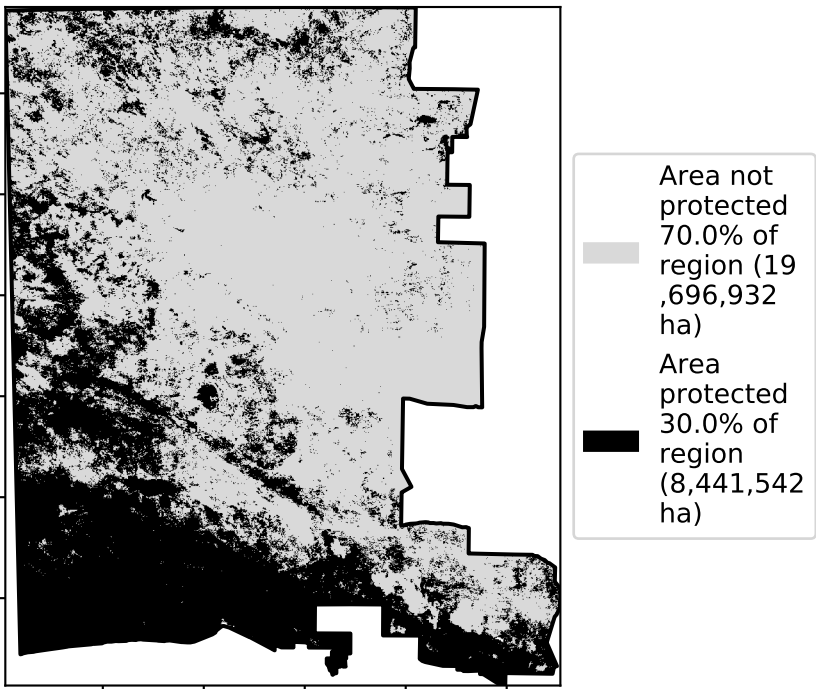 Area not
protected
70.0% of
region (19
,696,932
ha)
Area
protected
30.0% of
region
(8,441,542
ha)